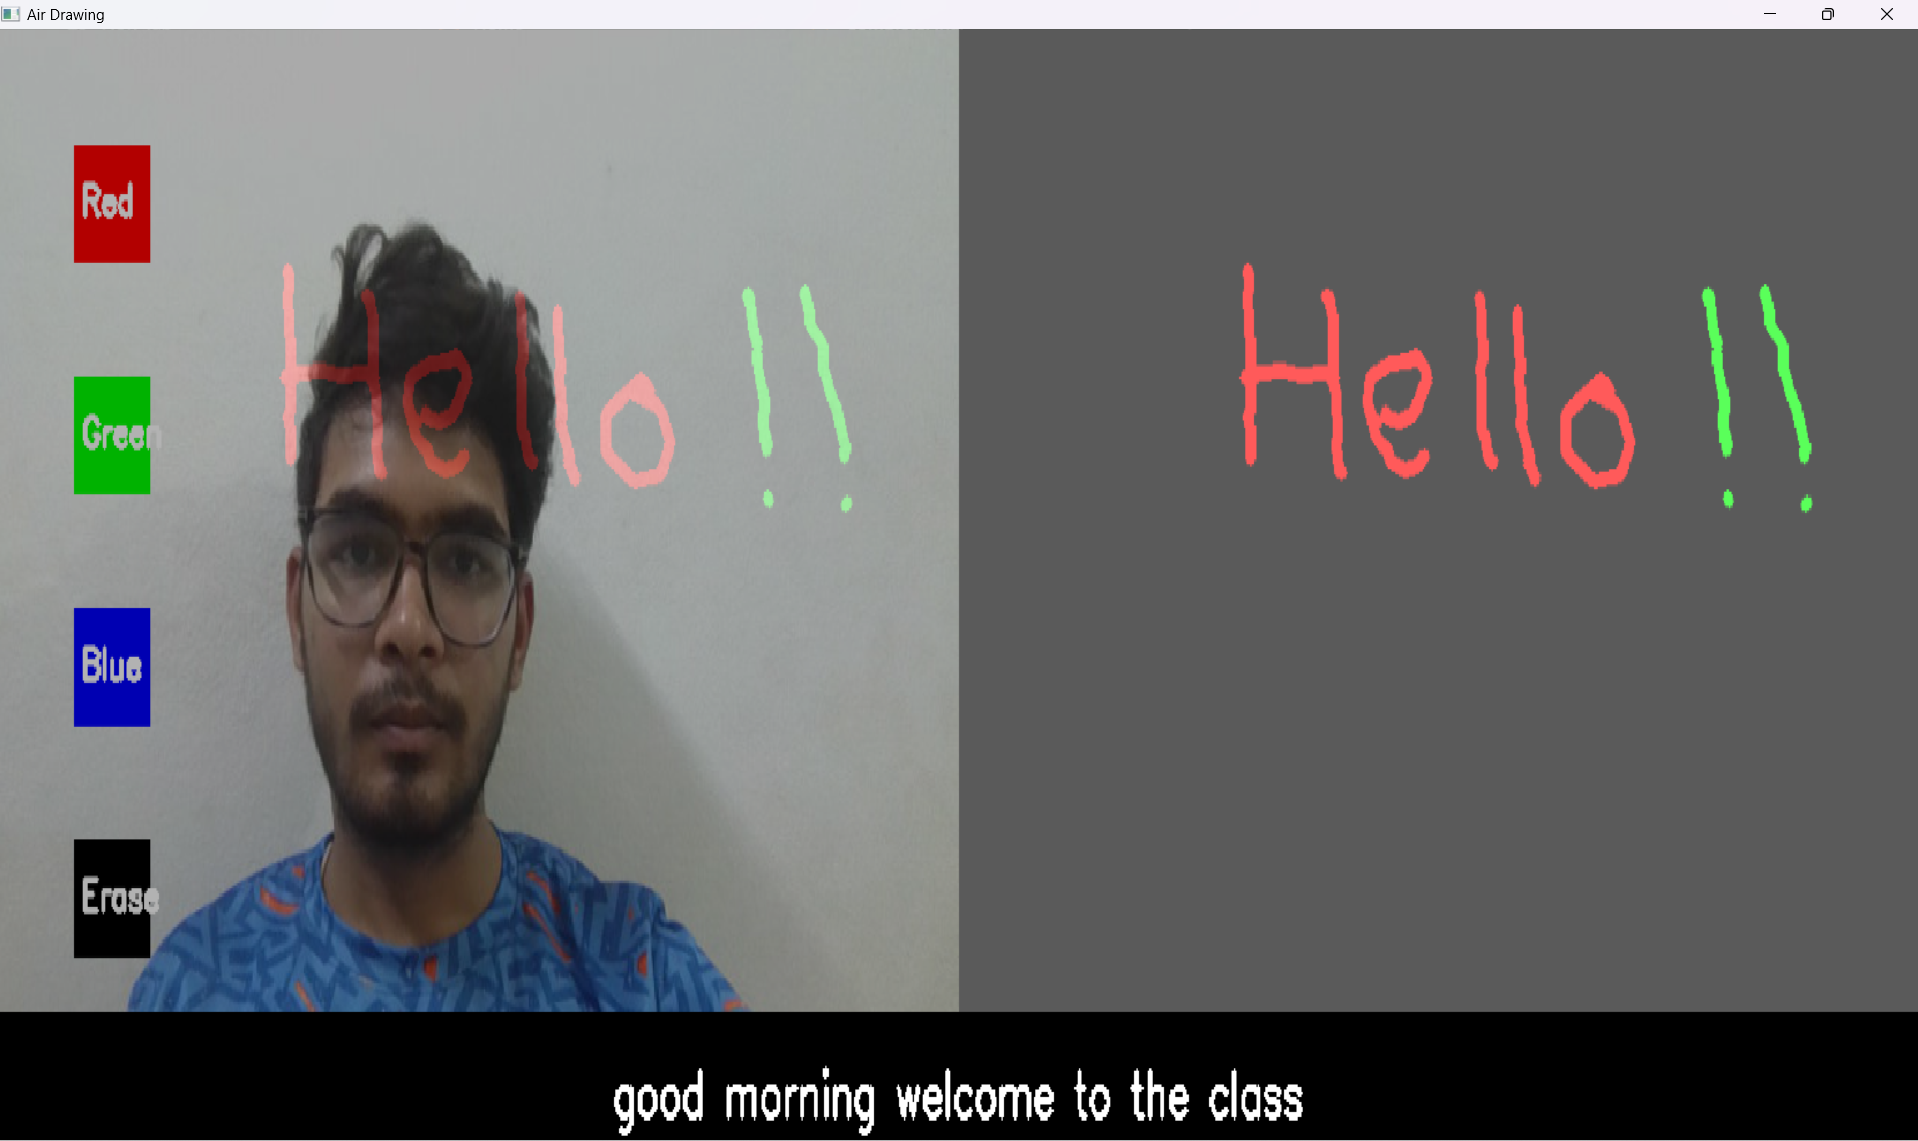 Air Drawing
Red
Hello !!
Hello !!
Green
Blue
Erase
good morning welcome to the class